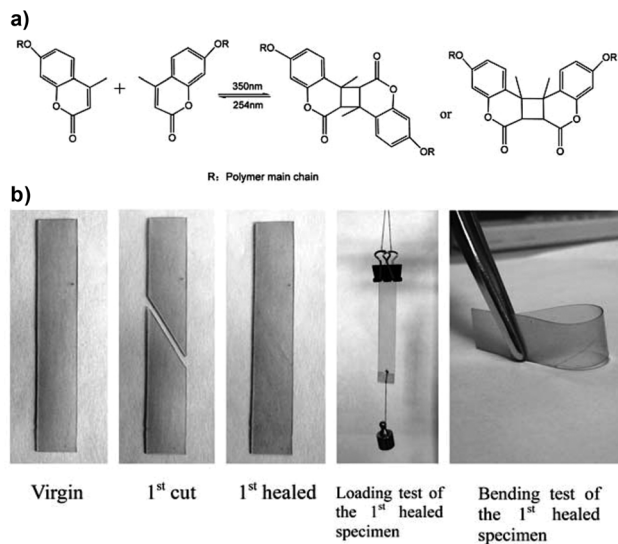 a)
RO
OR
O
O
+
O
O
350nm
254nm
RO
O
O
O
O
OR
or
RO
OR
O
O
O
O
R: Polymer main chain
b)
Virgin
1st cut
1st healed
Loading test of
the 1st healed
specimen
Bending test of
the 1st healed
specimen